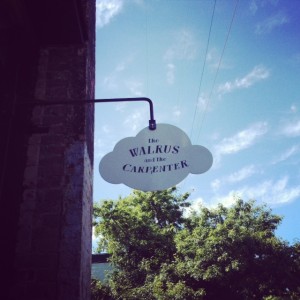 the
WALRUS
and the
CARPENTER